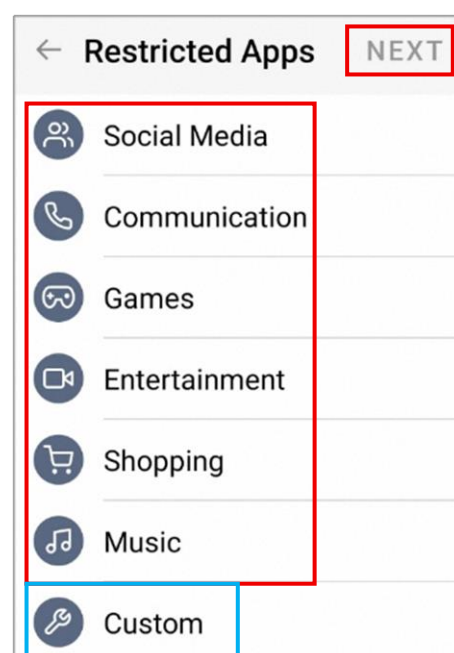 Restricted Apps NEXT
Social Media
Communication
Games
Entertainment
Shopping
Music
Custom